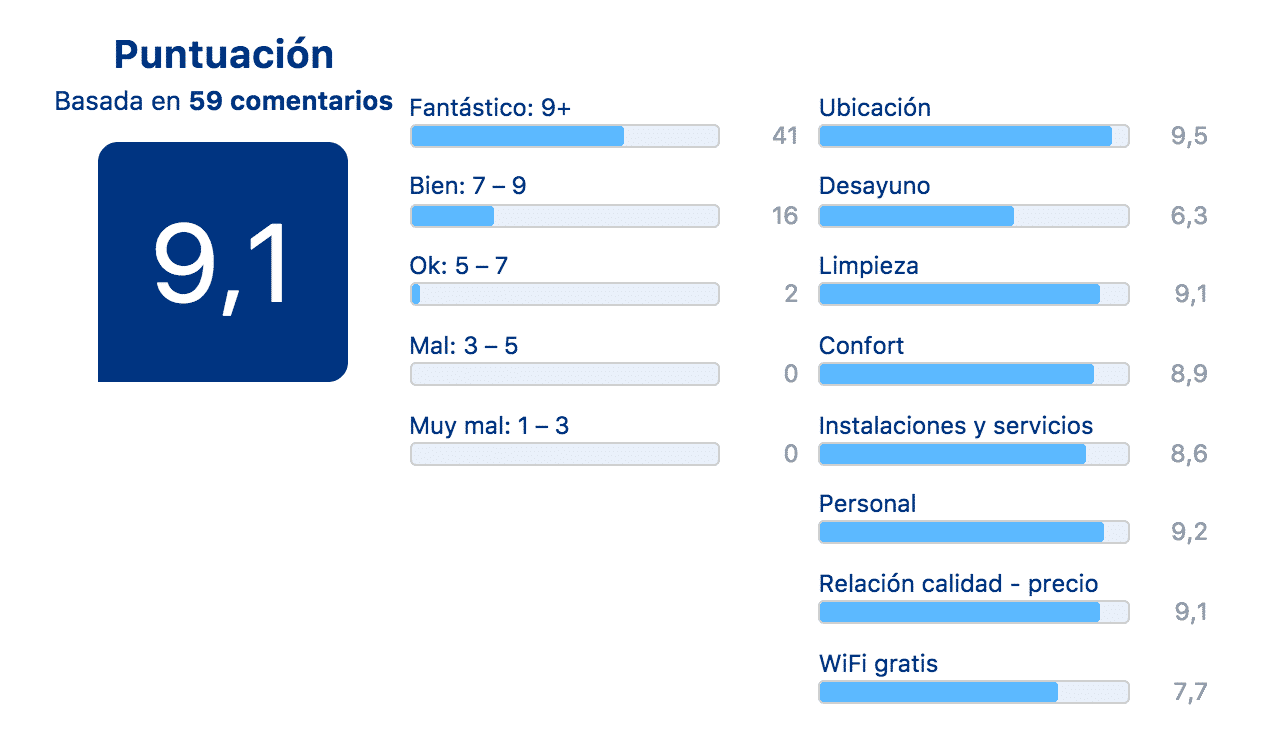 Puntuación
Basada en 59 comentarios
9,1
Fantástico: 9+
41
Bien: 7 – 9
16
Ok: 5 – 7
2
Mal: 3 – 5
0
Muy mal: 1 – 3
0
Ubicación
9,5
Desayuno
6,3
Limpieza
9,1
Confort
8,9
Instalaciones y servicios
8,6
Personal
9,2
Relación calidad - precio
9,1
WiFi gratis
7,7